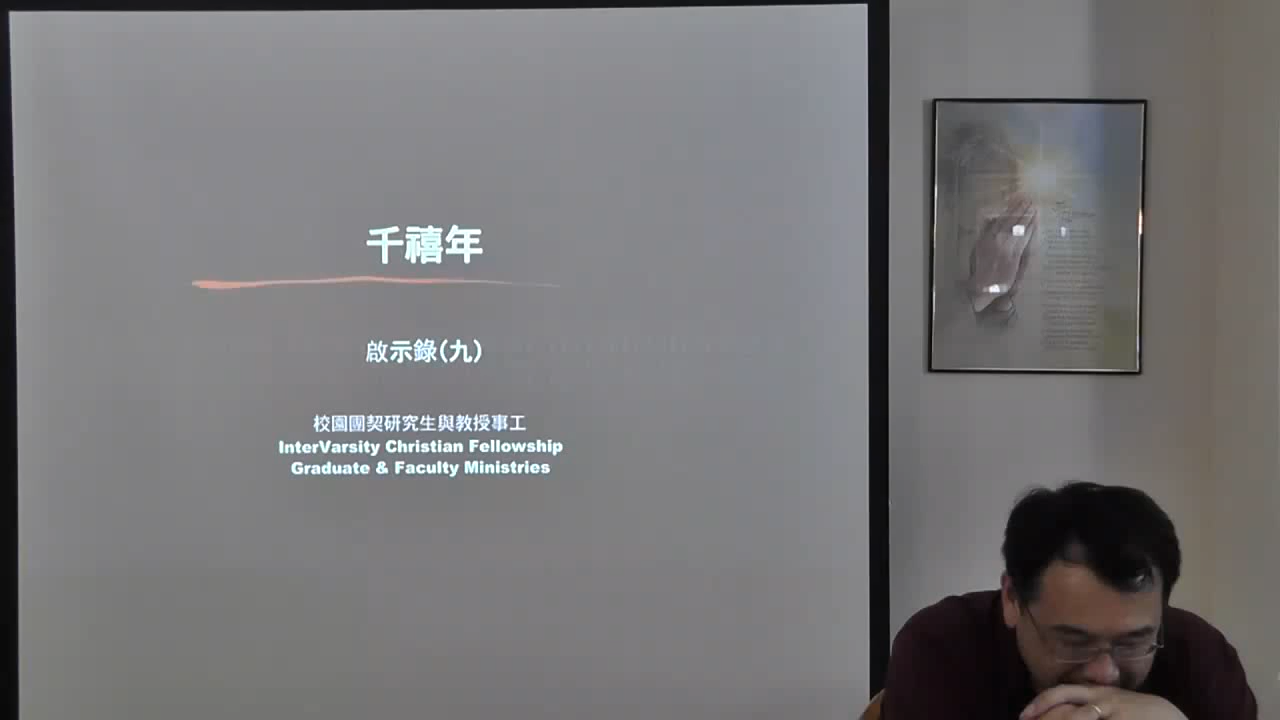 千禧年
啟示錄(九)
校園團契研究生與教授事工
InterVarsity Christian Fellowship
Graduate & Faculty Ministries